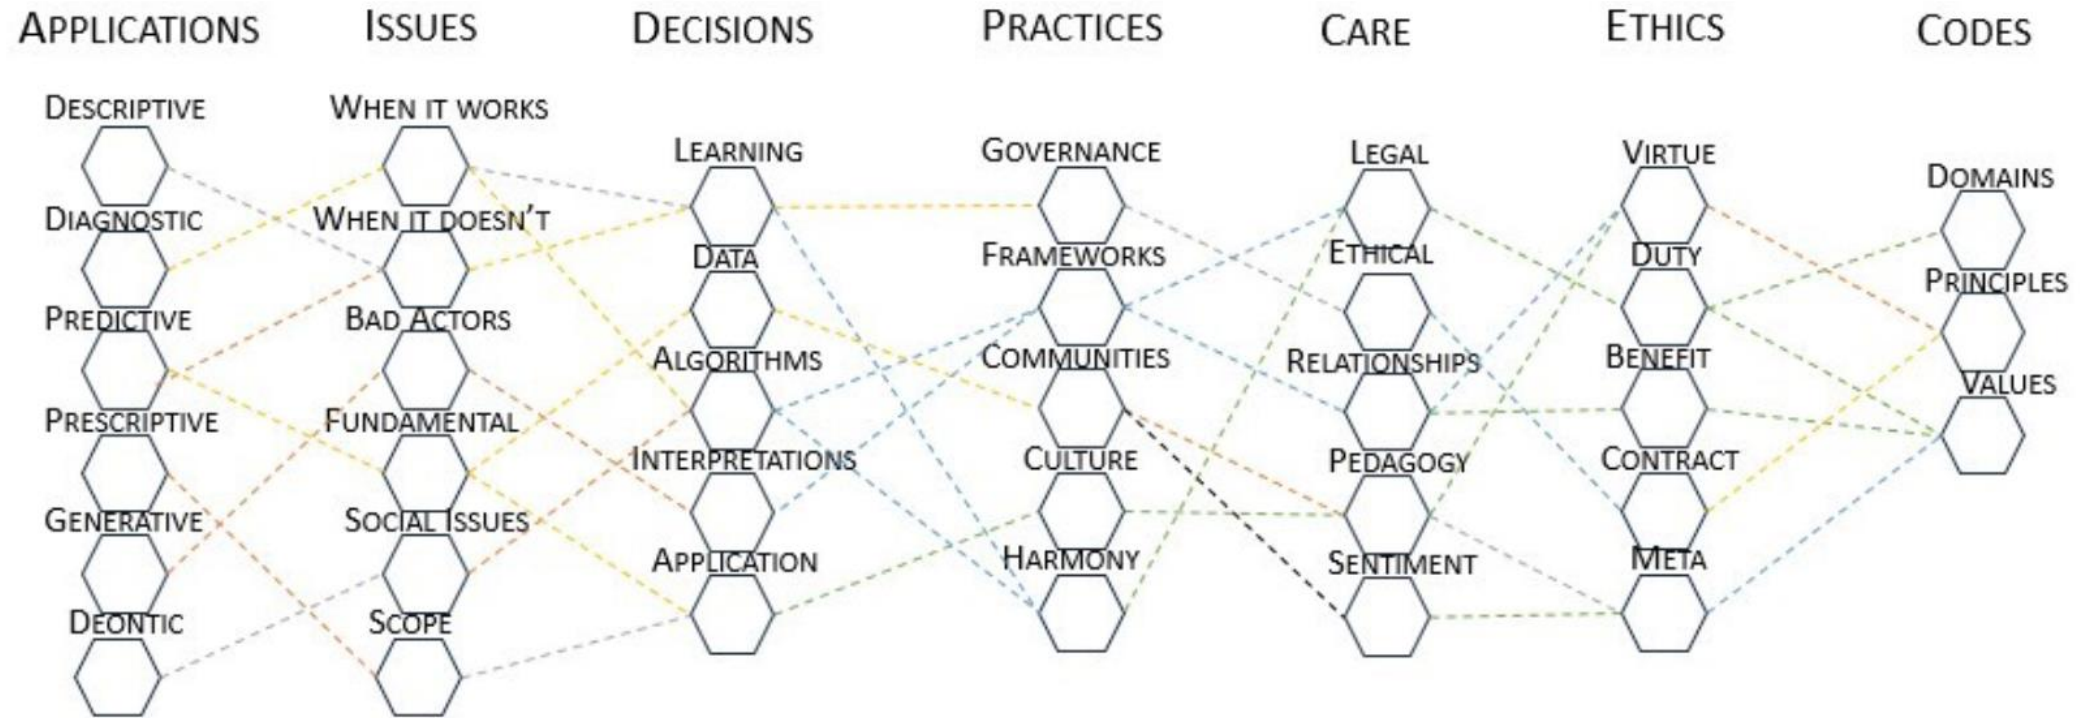 APPLICATIONS
ISSUES
DECISIONS
PRACTICES
CARE
ETHICS
CODES
DESCRIPTIVE
DIAGNOSTIC
PREDICTIVE
PRESCRIPTIVE
GENERATIVE
DEONTIC
WHEN IT WORKS
WHEN IT DOESN'T
BAD ACTORS
FUNDAMENTAL
SOCIAL ISSUES
SCOPE
LEARNING
DATA
ALGORITHMS
INTERPRETATIONS
APPLICATION
GOVERNANCE
FRAMEWORKS
COMMUNITIES
CULTURE
HARMONY
LEGAL
ETHICAL
RELATIONSHIPS
PEDAGOGY
SENTIMENT
VIRTUE
DUTY
BENEFIT
CONTRACT
META
DOMAINS
PRINCIPLES
VALUES